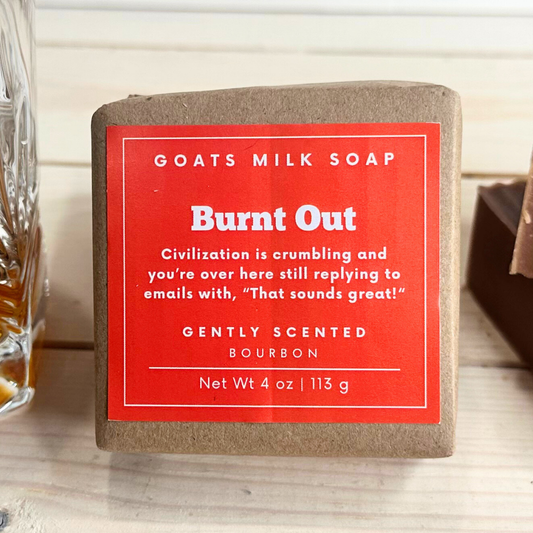 GOATS MILK SOAP
Burnt Out
Civilization is crumbling and
you're over here still replying to
emails with, "That sounds great!“
GENTLY SCENTED
BOURBON
Net Wt 4 oz | 113 g